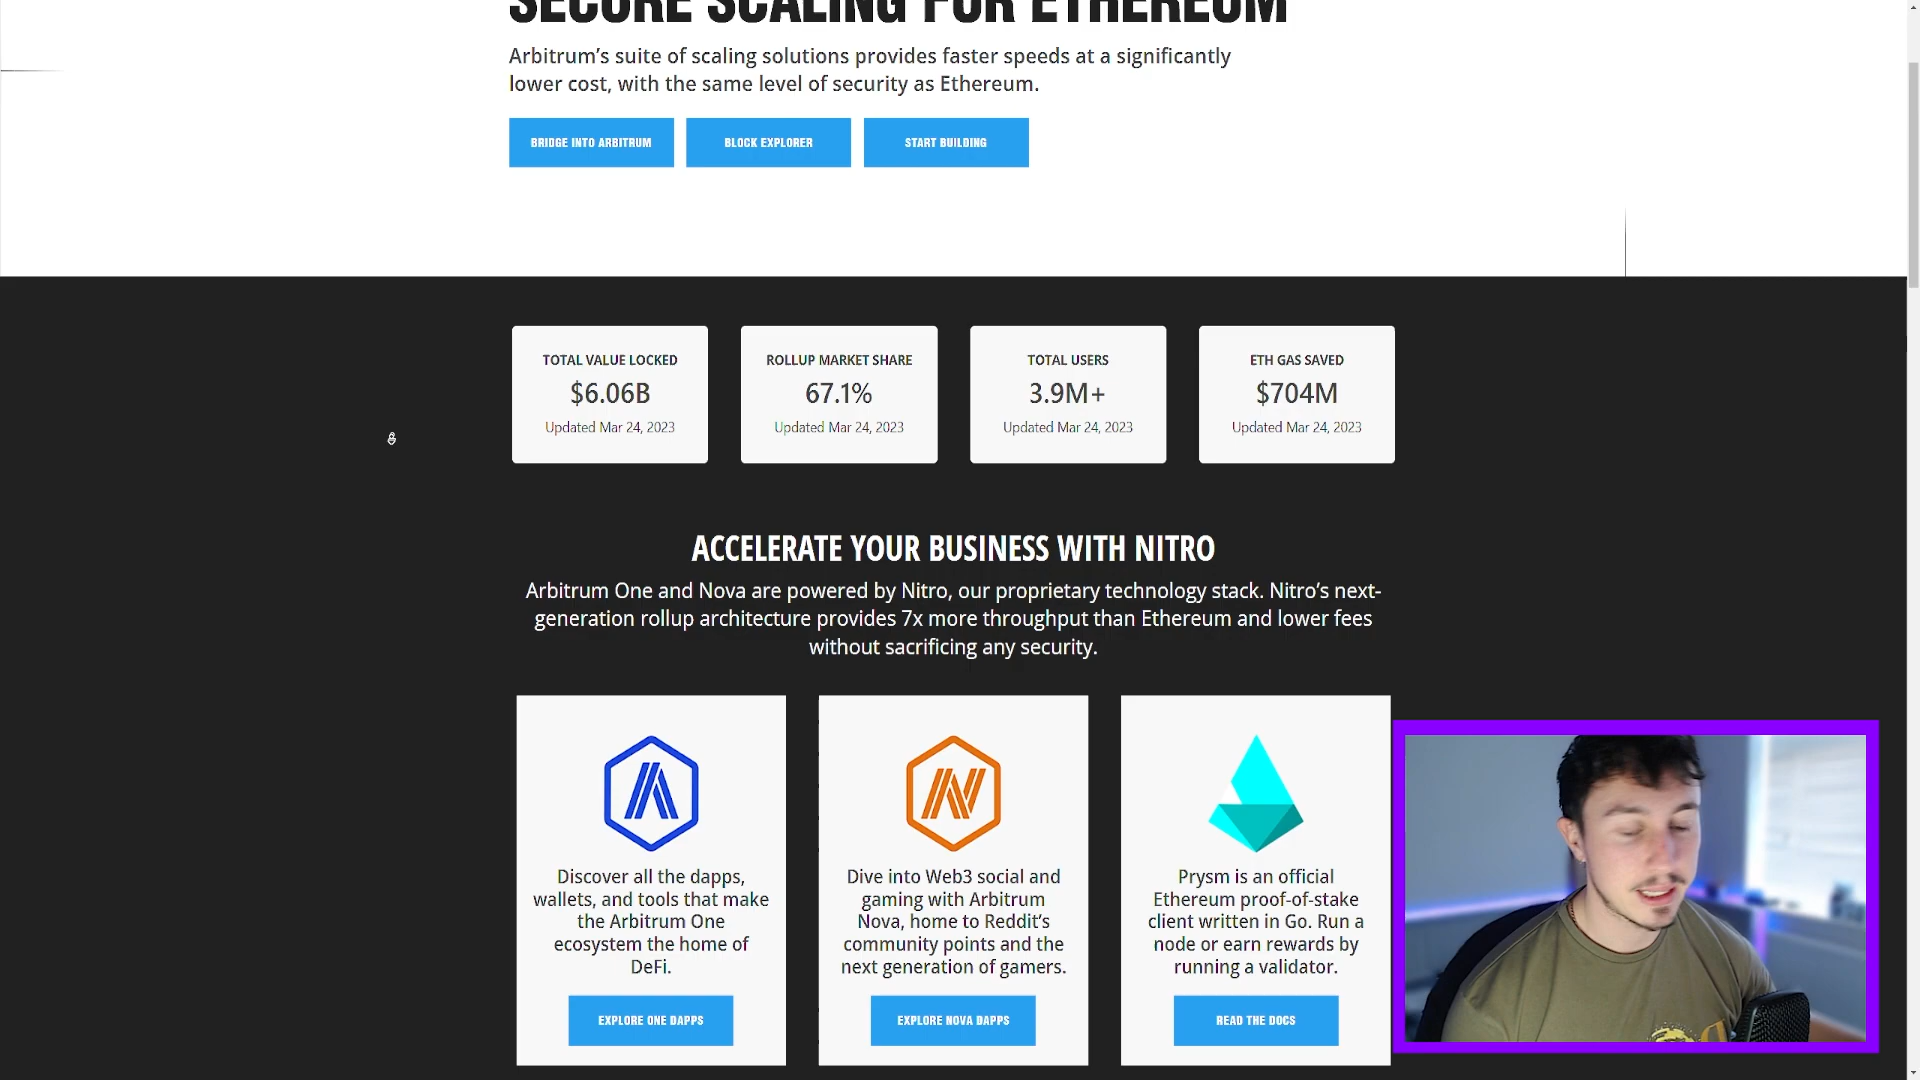 SECURE SCALING FOR ETHEREUM
Arbitrum’s suite of scaling solutions provides faster speeds at a significantly
lower cost, with the same level of security as Ethereum.
BRIDGE INTO ARBITRUM
BLOCK EXPLORER
START BUILDING
TOTAL VALUE LOCKED
$6.06B
Updated Mar 24, 2023
ROLLUP MARKET SHARE
67.1%
Updated Mar 24, 2023
TOTAL USERS
3.9M+
Updated Mar 24, 2023
ETH GAS SAVED
$704M
Updated Mar 24, 2023
ACCELERATE YOUR BUSINESS WITH NITRO
Arbitrum One and Nova are powered by Nitro, our proprietary technology stack. Nitro’s next-
generation rollup architecture provides 7x more throughput than Ethereum and lower fees
without sacrificing any security.
Discover all the dapps,
wallets, and tools that make
the Arbitrum One
ecosystem the home of
DeFi.
EXPLORE ONE DAPPS
Dive into Web3 social and
gaming with Arbitrum
Nova, home to Reddit’s
community points and the
next generation of gamers.
EXPLORE NOVA DAPPS
Prysm is an official
Ethereum proof-of-stake
client written in Go. Run a
node or earn rewards by
running a validator.
READ THE DOCS